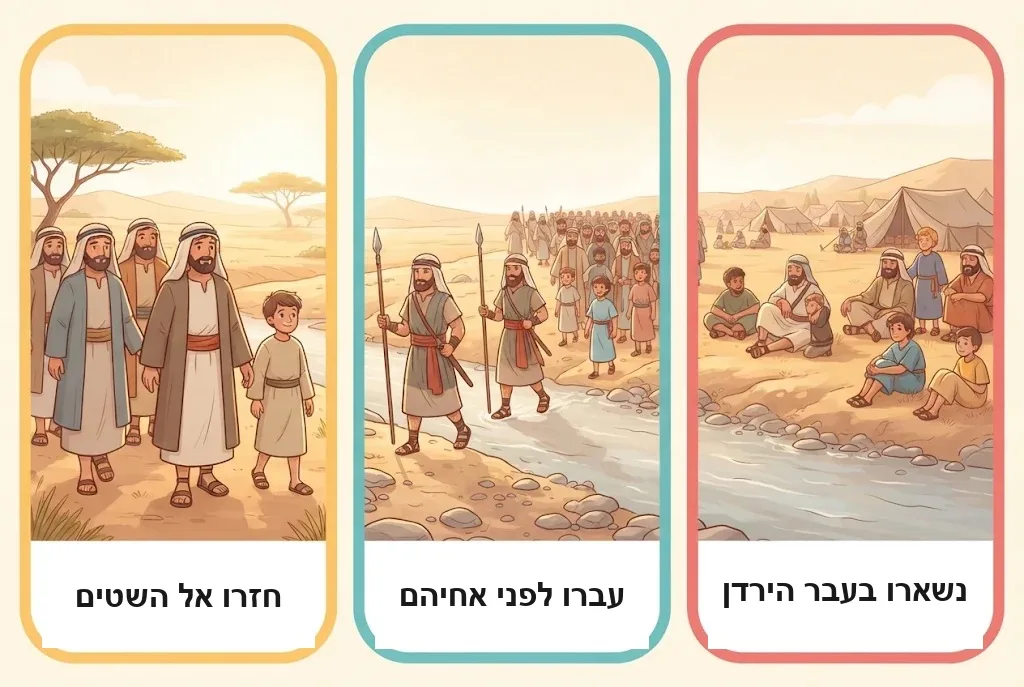 נשארו בעבר הירדן
עברו לפני אחיהם
חזרו אל השטים